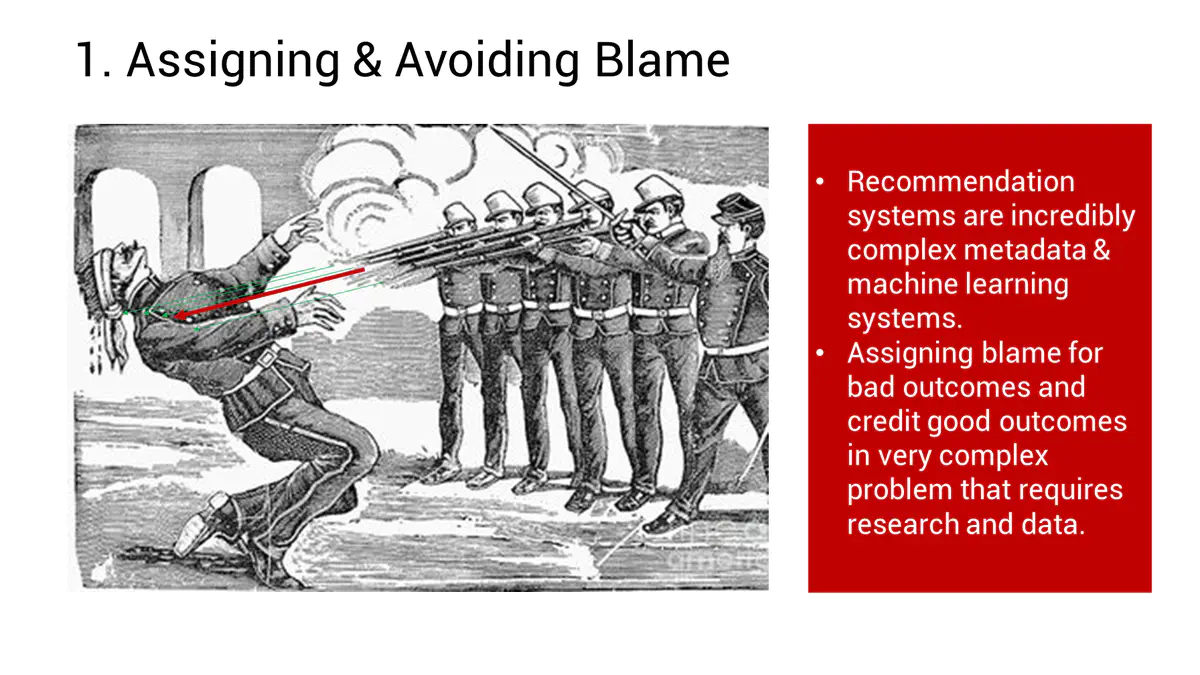 1. Assigning & Avoiding Blame
• Recommendation
systems are incredibly
complex metadata &
machine learning
systems.
• Assigning blame for
bad outcomes and
credit good outcomes
in very complex
problem that requires
research and data.